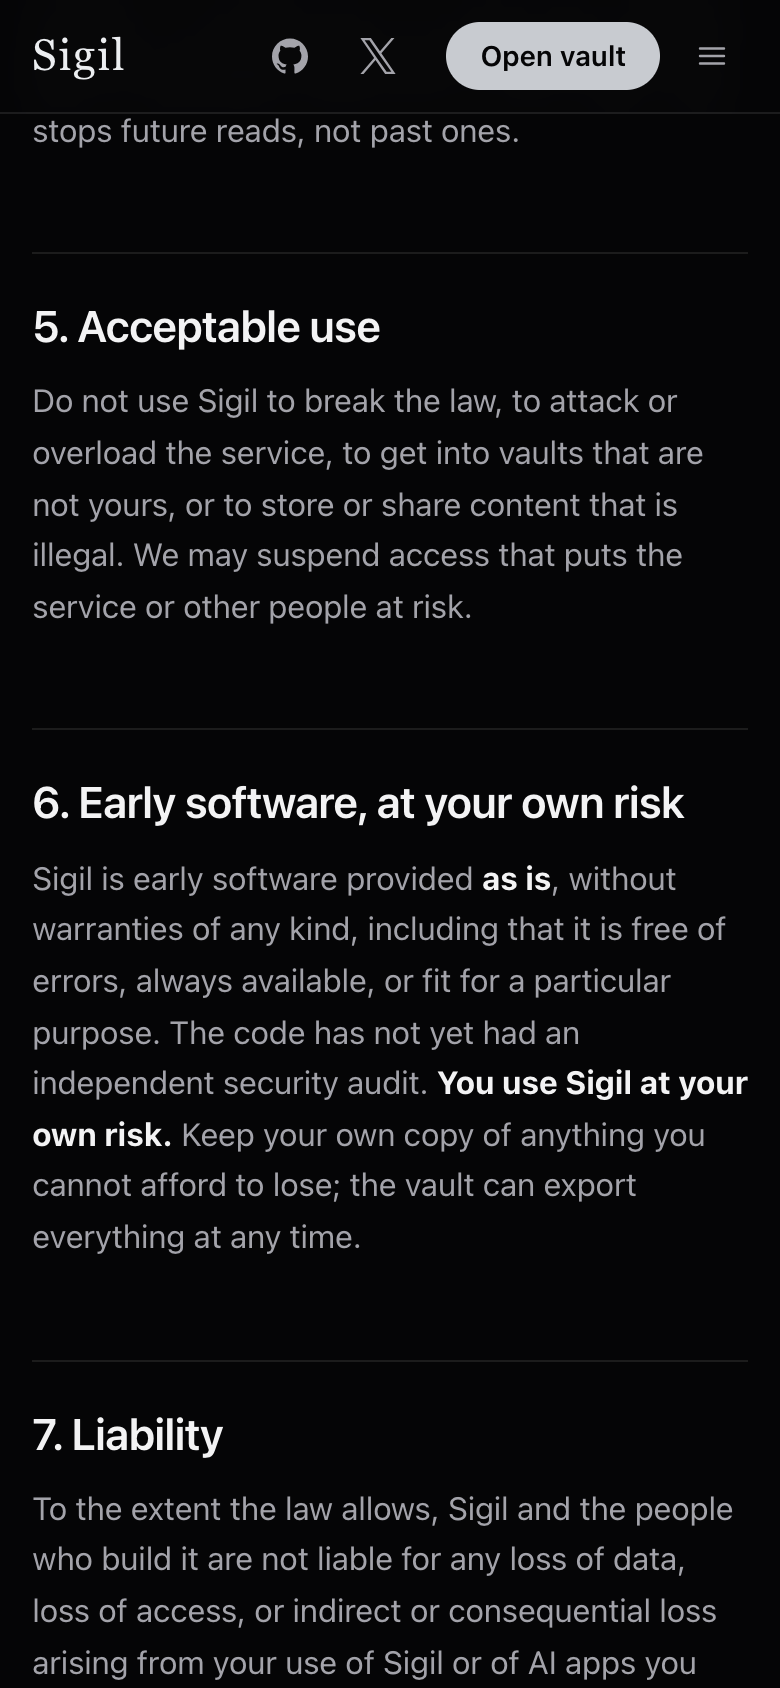 Sigil
Open vault
stops future reads, not past ones.
5. Acceptable use
Do not use Sigil to break the law, to attack or
overload the service, to get into vaults that are
not yours, or to store or share content that is
illegal. We may suspend access that puts the
service or other people at risk.
6. Early software, at your own risk
Sigil is early software provided as is, without
warranties of any kind, including that it is free of
errors, always available, or fit for a particular
purpose. The code has not yet had an
independent security audit. You use Sigil at your
own risk. Keep your own copy of anything you
cannot afford to lose; the vault can export
everything at any time.
7. Liability
To the extent the law allows, Sigil and the people
who build it are not liable for any loss of data,
loss of access, or indirect or consequential loss
arising from your use of Sigil or of AI apps you